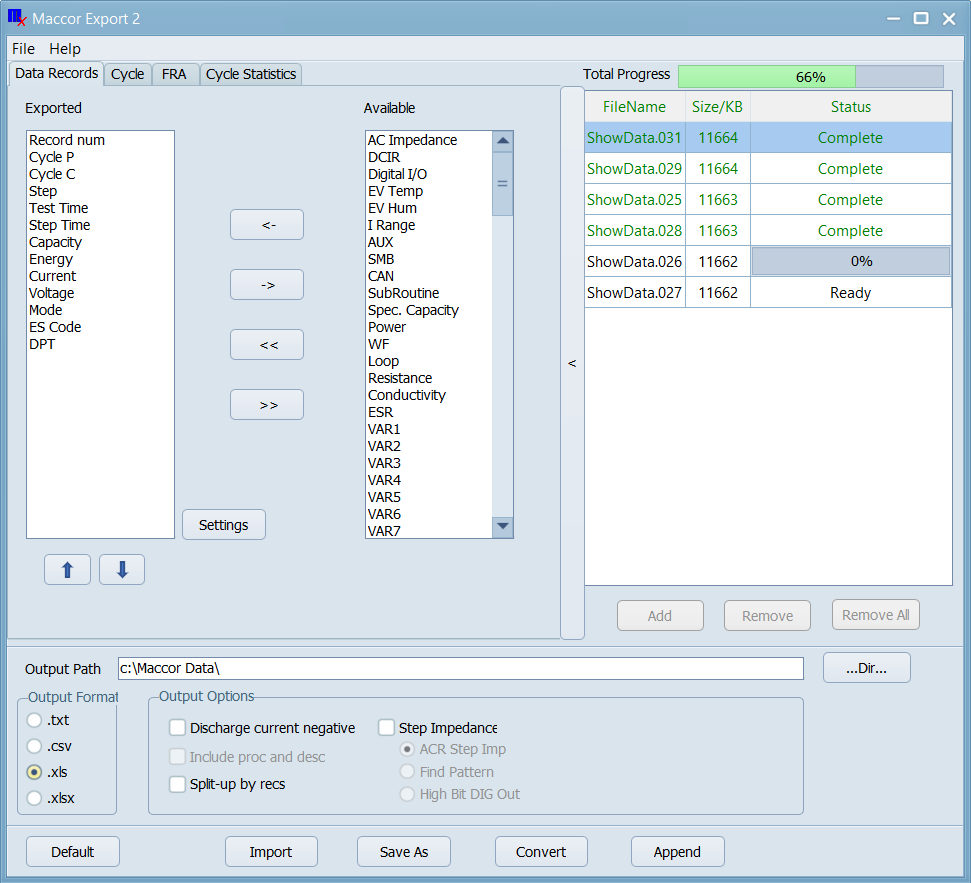 Maccor Export 2
File Help
Data Records Cycle FRA Cycle Statistics
Total Progress 66%
Exported
Record num
Cycle P
Cycle C
Step
Test Time
Step Time
Capacity
Energy
Current
Voltage
Mode
ES Code
DPT
<-
->
<<
>>
Settings
Available
AC Impedance
DCIR
Digital I/O
EV Temp
EV Hum
I Range
AUX
SMB
CAN
SubRoutine
Spec. Capacity
Power
WF
Loop
Resistance
Conductivity
ESR
VAR1
VAR2
VAR3
VAR4
VAR5
VAR6
VAR7
<
FileName Size/KB Status
ShowData.031 11664 Complete
ShowData.029 11664 Complete
ShowData.025 11663 Complete
ShowData.028 11663 Complete
ShowData.026 11662 0%
ShowData.027 11662 Ready
Add Remove Remove All
Output Path c:\Maccor Data\ ...Dir...
Output Format
.txt
.csv
.xls
.xlsx
Output Options
Discharge current negative
Include proc and desc
Split-up by recs
Step Impedance
ACR Step Imp
Find Pattern
High Bit DIG Out
Default Import Save As Convert Append